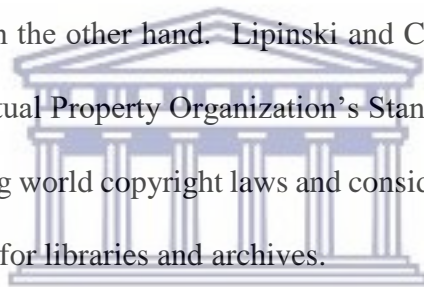 n the other hand. Lipinski and C
tual Property Organization's Stan
g world copyright laws and consid
for libraries and archives.